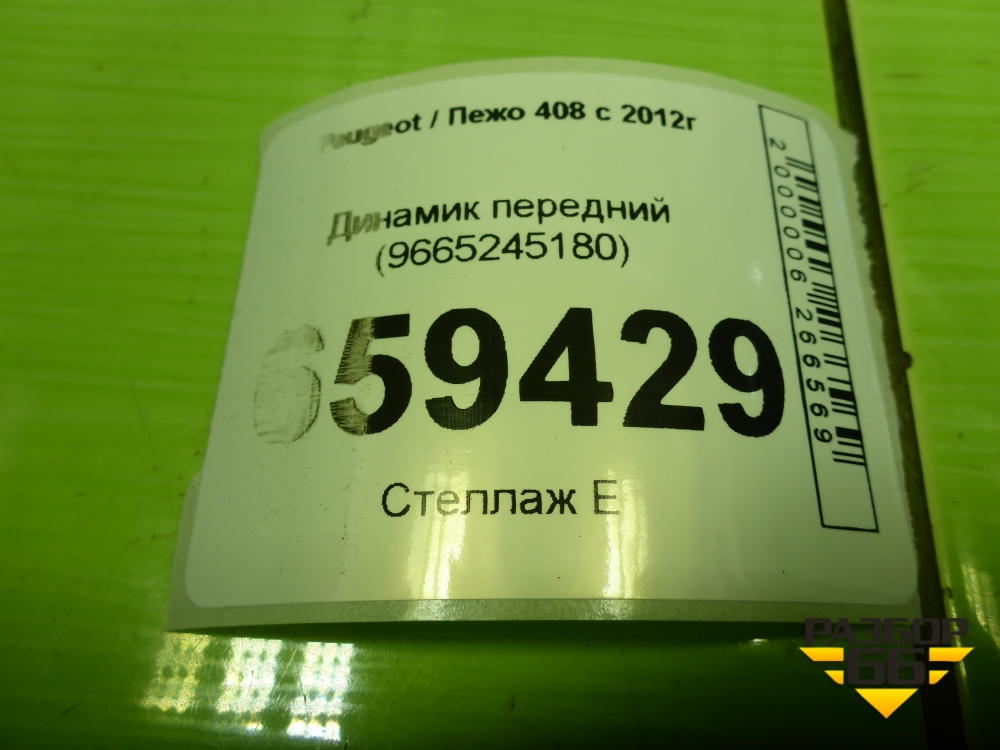 Peugeot / Пежо 408 с 2012г
Динамик передний
(9665245180)
659429
Стеллаж Е
2000006266569
РАЗБОР
66